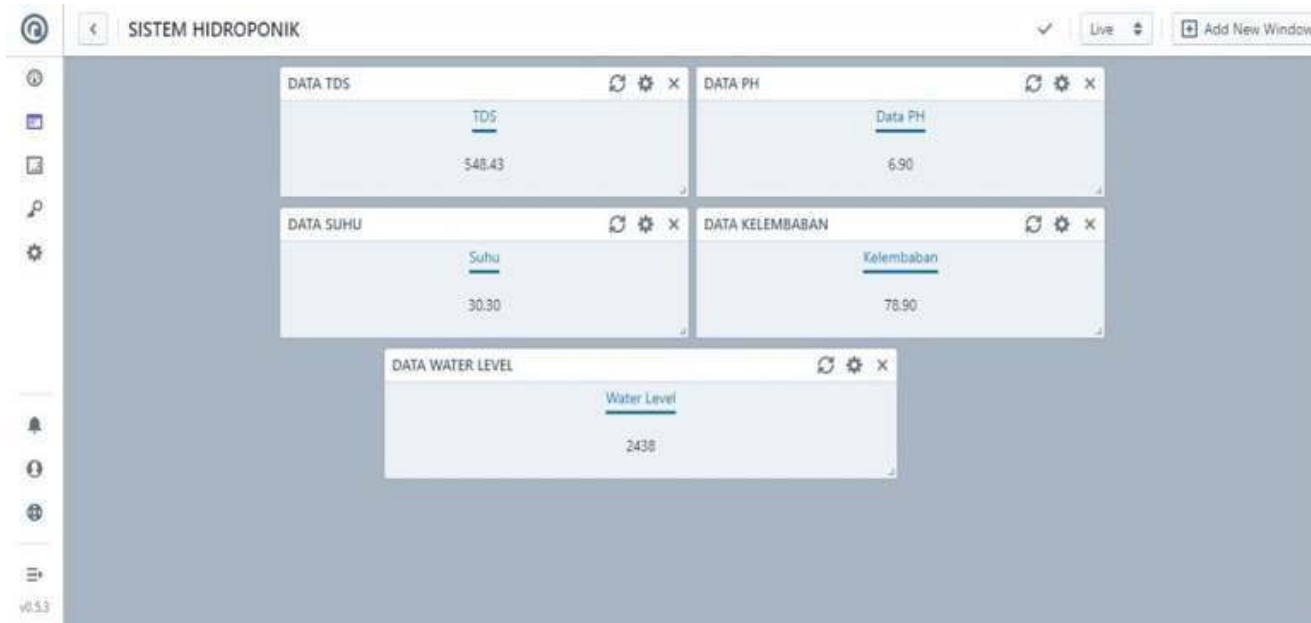 SISTEM HIDROPONIK
Live
Add New Window
DATA TDS
TDS
548.43
DATA PH
Data PH
6.90
DATA SUHU
Suhu
30.30
DATA KELEMBABAN
Kelembaban
78.90
DATA WATER LEVEL
Water Level
2438
v0.5.3